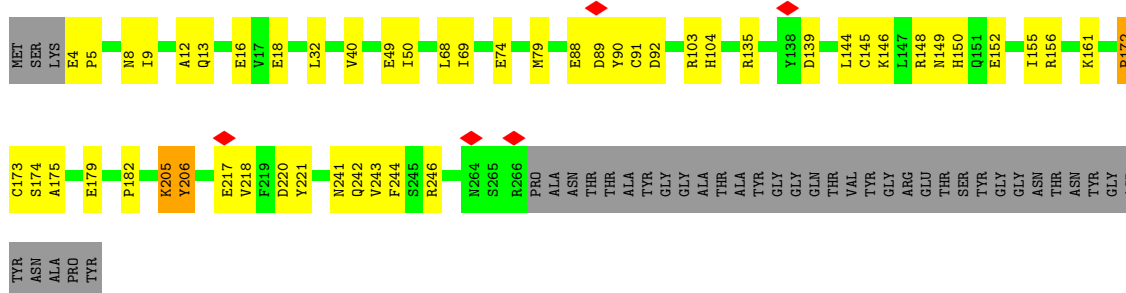 MET SER LYS E4 P5 N8 I9 A12 Q13 E16 V17 E18 L32 V40 E49 I50 L68 I69 E74 M79 E88 D89 Y90 C91 D92 R103 H104 R135 Y138 D139 L144 C145 K146 L147 R148 N149 H150 Q151 E152 I155 R156 K161
C173 S174 A175 E179 P182 K205 Y206 E217 V218 F219 D220 Y221 N241 Q242 V243 F244 S245 R246 N264 S265 R266 PRO ALA ASN THR THR ALA TYR GLY GLY ALA THR ALA TYR GLY GLY GLN THR VAL TYR GLY ARG GLU THR SER TYR GLY GLY ASN THR ASN TYR GLY
TYR ASN ALA PRO TYR